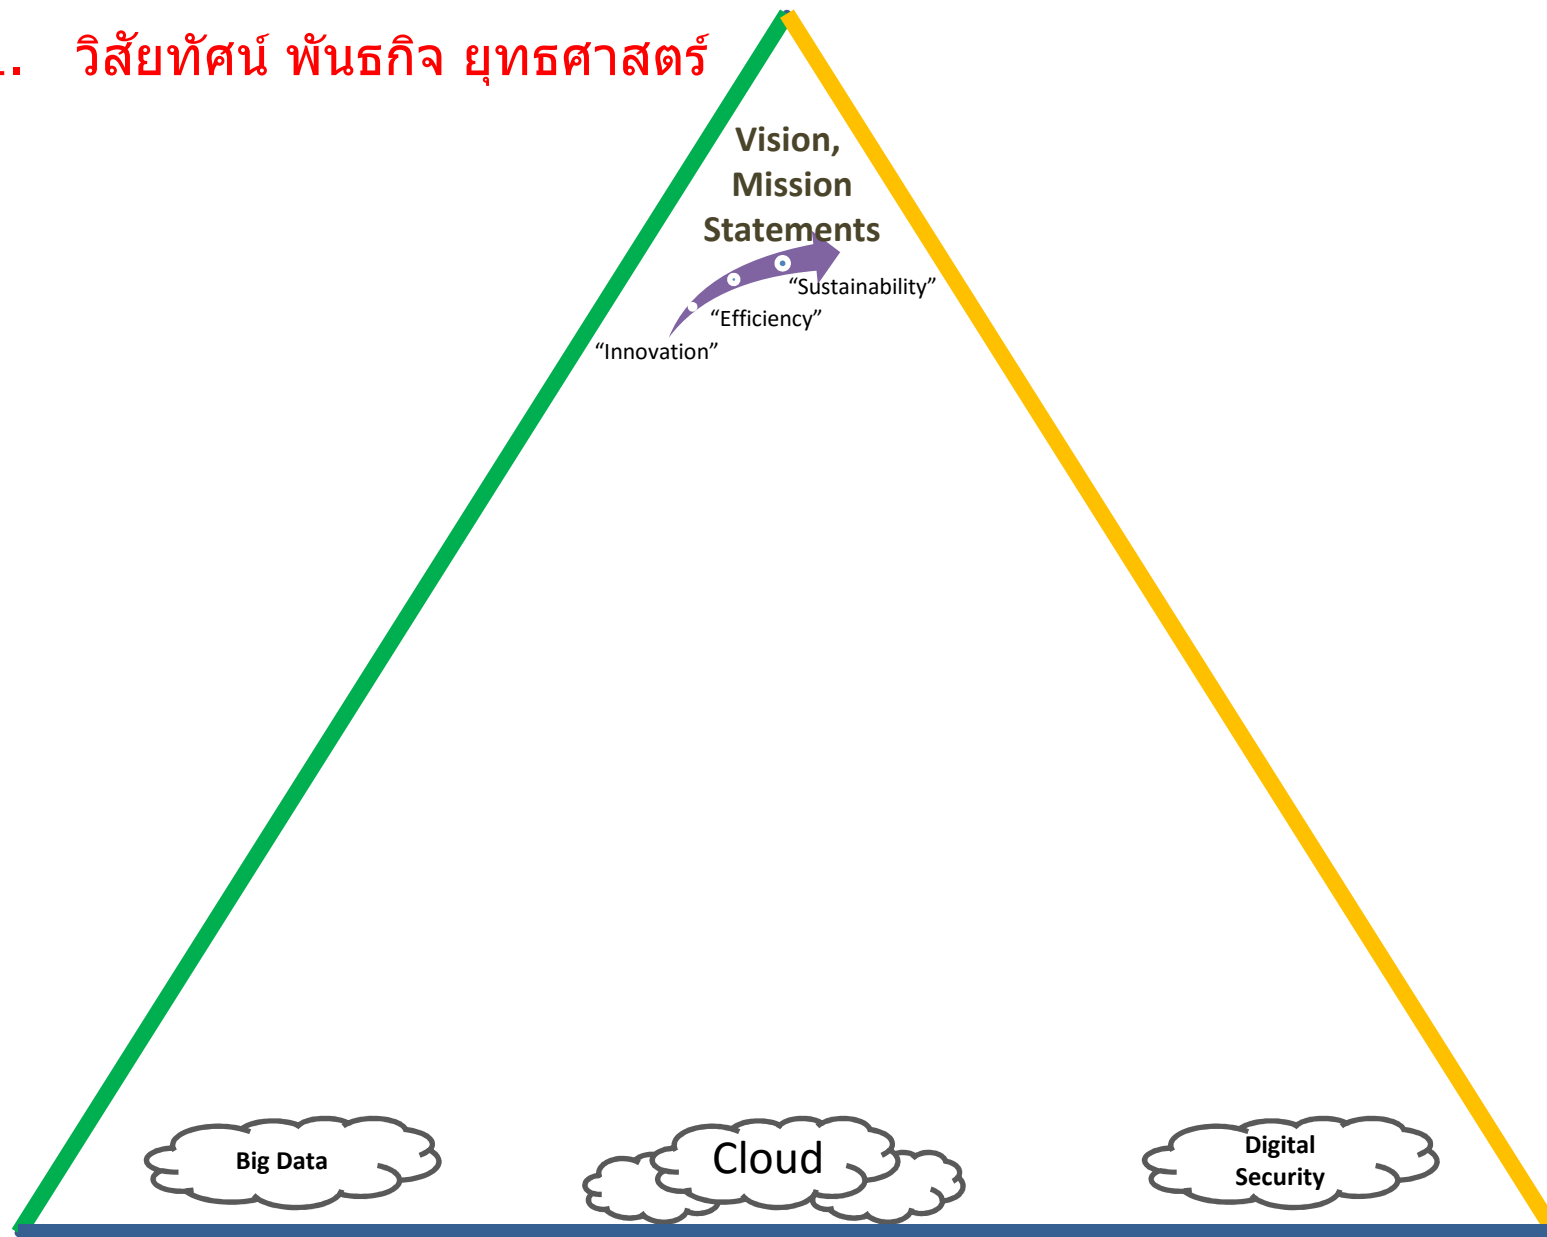 1. วิสัยทัศน์ พันธกิจ ยุทธศาสตร์
Vision,
Mission
Statements
“Sustainability”
“Efficiency”
“Innovation”
Big Data
Cloud
Digital
Security